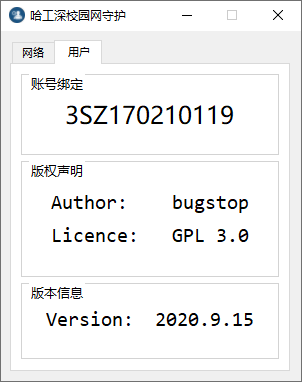 哈工深校园网守护
网络 用户
账号绑定
3SZ170210119
版权声明
Author: bugstop
Licence: GPL 3.0
版本信息
Version: 2020.9.15